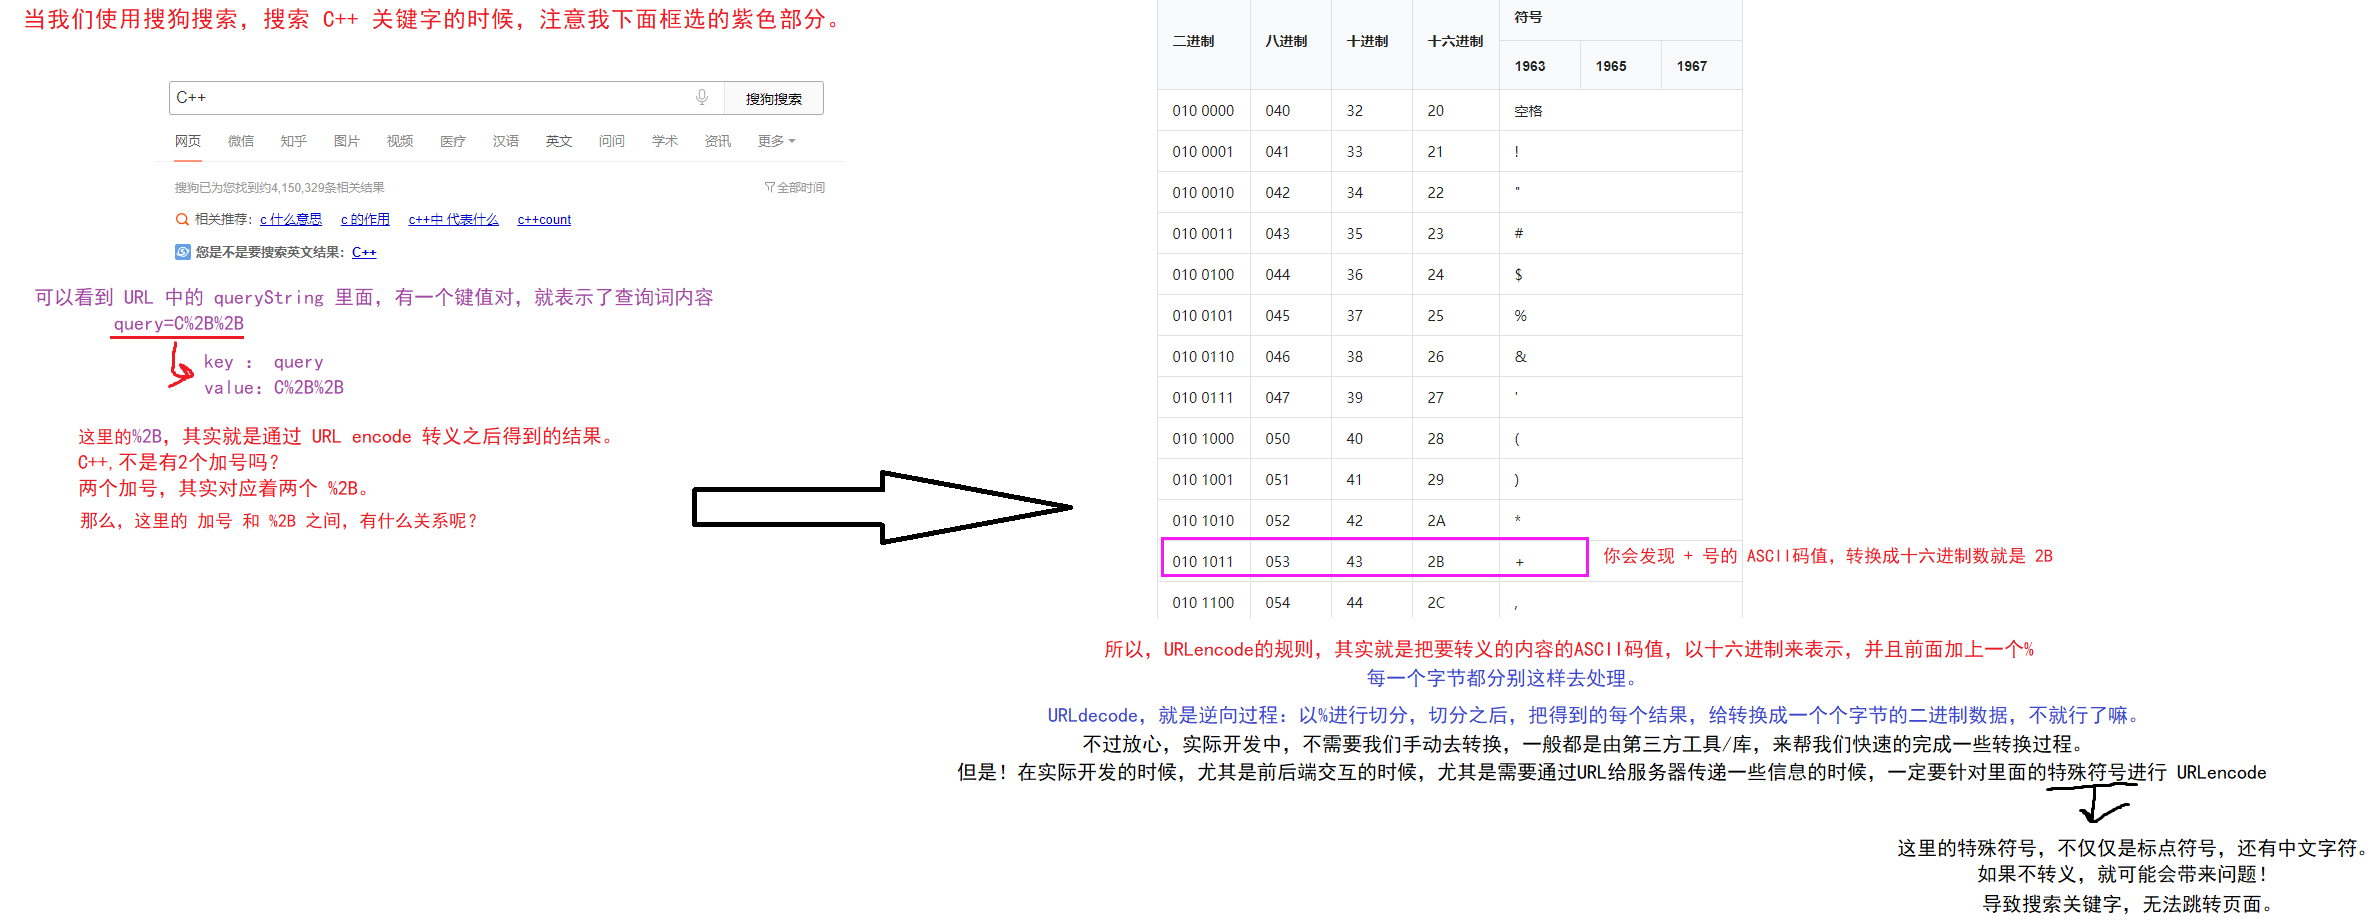 当我们使用搜狗搜索，搜索 C++ 关键字的时候，注意我下面框选的紫色部分。
C++ 搜狗搜索
网页 微信 知乎 图片 视频 医疗 汉语 英文 问问 学术 资讯 更多
搜狗已为您找到约4,150,329条相关结果 全部时间
相关推荐： c 什么意思 c 的作用 c++中 代表什么 c++count
您是不是要搜索英文结果： C++
可以看到 URL 中的 queryString 里面，有一个键值对，就表示了查询词内容
query=C%2B%2B
key : query
value：C%2B%2B
这里的%2B，其实就是通过 URL encode 转义之后得到的结果。
C++,不是有2个加号吗？
两个加号，其实对应着两个 %2B。
那么，这里的 加号 和 %2B 之间，有什么关系呢？
二进制 八进制 十进制 十六进制 符号
1963 1965 1967
010 0000 040 32 20 空格
010 0001 041 33 21 !
010 0010 042 34 22 "
010 0011 043 35 23 #
010 0100 044 36 24 $
010 0101 045 37 25 %
010 0110 046 38 26 &
010 0111 047 39 27 '
010 1000 050 40 28 (
010 1001 051 41 29 )
010 1010 052 42 2A *
010 1011 053 43 2B + 你会发现 + 号的 ASCII码值，转换成十六进制数就是 2B
010 1100 054 44 2C ,
所以，URLencode的规则，其实就是把要转义的内容的ASCII码值，以十六进制来表示，并且前面加上一个%
每一个字节都分别这样去处理。
URLdecode，就是逆向过程：以%进行切分，切分之后，把得到的每个结果，给转换成一个个字节的二进制数据，不就行了嘛。
不过放心，实际开发中，不需要我们手动去转换，一般都是由第三方工具/库，来帮我们快速的完成一些转换过程。
但是！在实际开发的时候，尤其是前后端交互的时候，尤其是需要通过URL给服务器传递一些信息的时候，一定要针对里面的特殊符号进行 URLencode
这里的特殊符号，不仅仅是标点符号，还有中文字符。
如果不转义，就可能会带来问题！
导致搜索关键字，无法跳转页面。